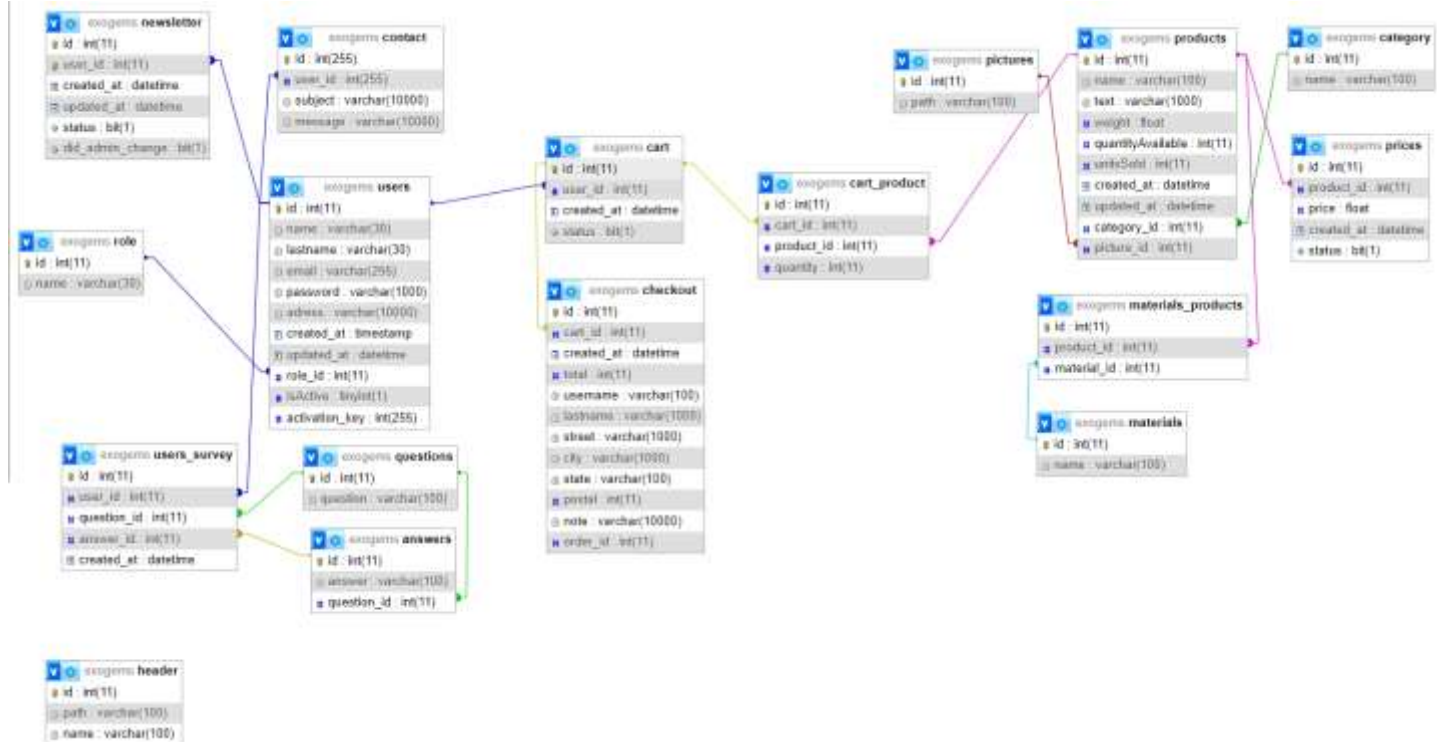 exogems newsletter
id : int(11)
user_id : int(11)
created_at : datetime
updated_at : datetime
status : bit(1)
did_admin_change : bit(1)
exogems contact
id : int(255)
user_id : int(255)
subject : varchar(10000)
message : varchar(10000)
exogems role
id : int(11)
name : varchar(30)
exogems users
id : int(11)
name : varchar(30)
lastname : varchar(30)
email : varchar(255)
password : varchar(1000)
adress : varchar(10000)
created_at : timestamp
updated_at : datetime
role_id : int(11)
isActive : tinyint(1)
activation_key : int(255)
exogems users_survey
id : int(11)
user_id : int(11)
question_id : int(11)
answer_id : int(11)
created_at : datetime
exogems questions
id : int(11)
question : varchar(100)
exogems answers
id : int(11)
answer : varchar(100)
question_id : int(11)
exogems header
id : int(11)
path : varchar(100)
name : varchar(100)
exogems cart
id : int(11)
user_id : int(11)
created_at : datetime
status : bit(1)
exogems checkout
id : int(11)
cart_id : int(11)
created_at : datetime
total : int(11)
username : varchar(100)
lastname : varchar(1000)
street : varchar(1000)
city : varchar(1000)
state : varchar(100)
postal : int(11)
note : varchar(10000)
order_id : int(11)
exogems cart_product
id : int(11)
cart_id : int(11)
product_id : int(11)
quantity : int(11)
exogems pictures
id : int(11)
path : varchar(100)
exogems products
id : int(11)
name : varchar(100)
text : varchar(1000)
weight : float
quantityAvailable : int(11)
unitsSold : int(11)
created_at : datetime
updated_at : datetime
category_id : int(11)
picture_id : int(11)
exogems category
id : int(11)
name : varchar(100)
exogems prices
id : int(11)
product_id : int(11)
price : float
created_at : datetime
status : bit(1)
exogems materials_products
id : int(11)
product_id : int(11)
material_id : int(11)
exogems materials
id : int(11)
name : varchar(100)